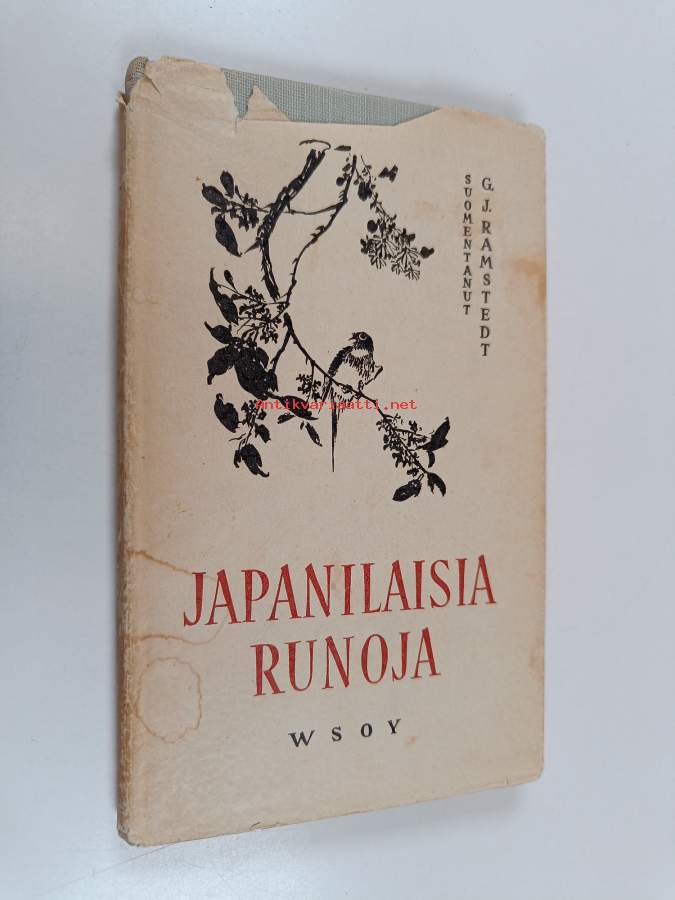 SUOMENTANUT
G. J. RAMSTEDT
Antikvariaatti.net
JAPANILAISIA
RUNOJA
WSOY